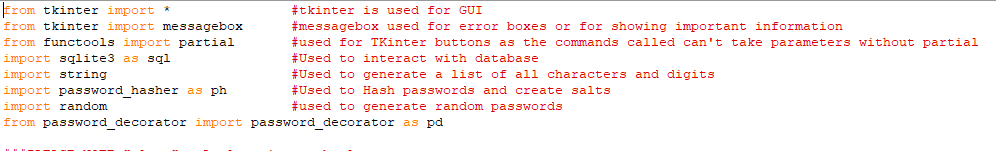 from tkinter import * #tkinter is used for GUI
from tkinter import messagebox #messagebox used for error boxes or for showing important information
from functools import partial #used for TKinter buttons as the commands called can't take parameters without partial
import sqlite3 as sql #Used to interact with database
import string #Used to generate a list of all characters and digits
import password_hasher as ph #Used to Hash passwords and create salts
import random #used to generate random passwords
from password_decorator import password_decorator as pd